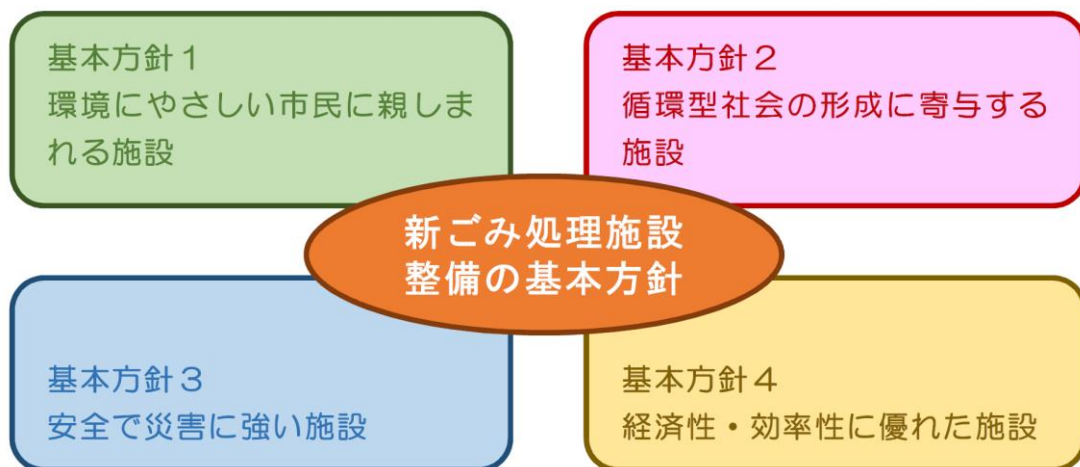 基本方針１
環境にやさしい市民に親しま
れる施設
基本方針２
循環型社会の形成に寄与する
施設
新ごみ処理施設
整備の基本方針
基本方針３
安全で災害に強い施設
基本方針４
経済性・効率性に優れた施設